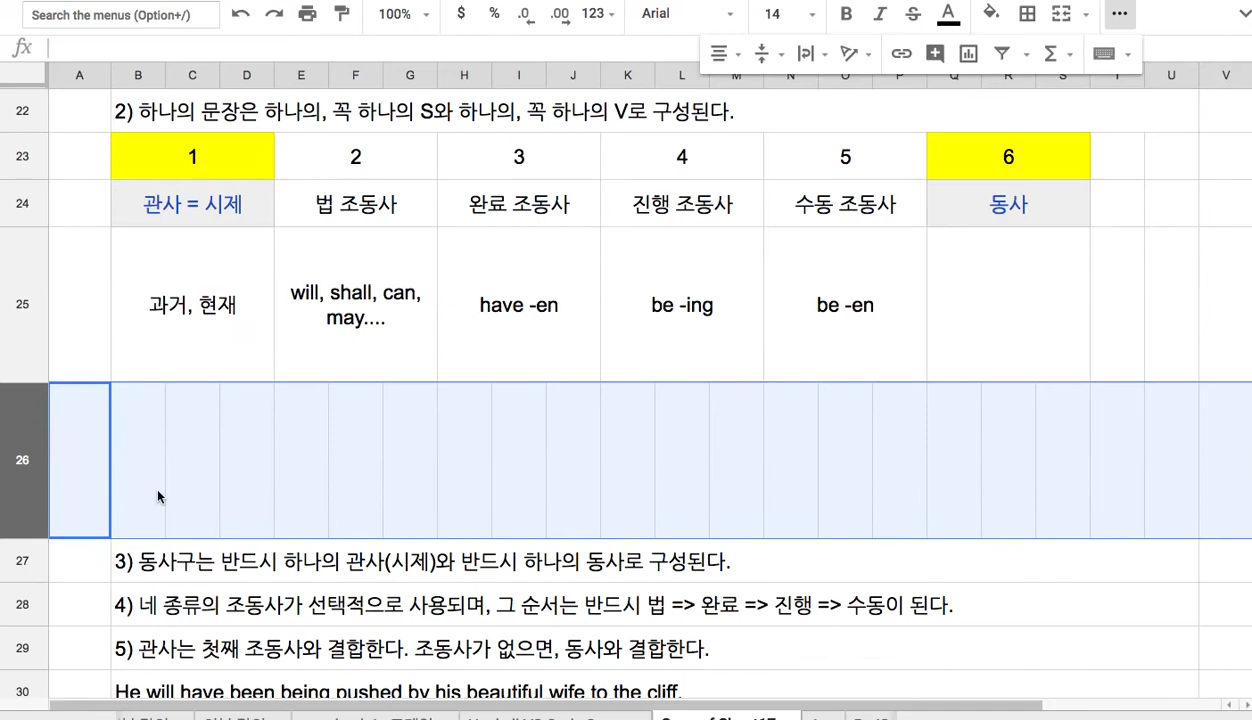 Search the menus (Option+/)
100%
$ % .0 .00 123
Arial
14
B I S A
fx
A B C D E F G H I J K L M N O P Q R S T U V
22 2) 하나의 문장은 하나의, 꼭 하나의 S와 하나의, 꼭 하나의 V로 구성된다.
23 1 2 3 4 5 6
24 관사 = 시제 법 조동사 완료 조동사 진행 조동사 수동 조동사 동사
will, shall, can,
25 과거, 현재 may.... have -en be -ing be -en
26
27 3) 동사구는 반드시 하나의 관사(시제)와 반드시 하나의 동사로 구성된다.
28 4) 네 종류의 조동사가 선택적으로 사용되며, 그 순서는 반드시 법 => 완료 => 진행 => 수동이 된다.
29 5) 관사는 첫째 조동사와 결합한다. 조동사가 없으면, 동사와 결합한다.
30 He will have been being pushed by his beautiful wife to the cliff.